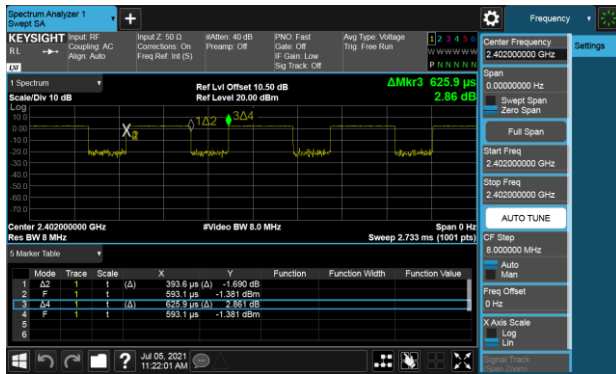 Spectrum Analyzer 1
Swept SA
Frequency
KEYSIGHT Input: RF
RL Coupling: AC
Align: Auto
LXI
Input Z: 50 Ω
Corrections: On
Freq Ref: Int (S)
#Atten: 40 dB
Preamp: Off
PNO: Fast
Gate: Off
IF Gain: Low
Sig Track: Off
Avg Type: Voltage
Trig: Free Run
1 2 3 4 5 6
W W W W W W
P N N N N N
1 Spectrum
Scale/Div 10 dB
Ref Lvl Offset 10.50 dB
Ref Level 20.00 dBm
ΔMkr3 625.9 µs
2.86 dB
Log
10.0
0.00
-10.0
-20.0
-30.0
-40.0
-50.0
-60.0
-70.0
1Δ2
3Δ4
Center 2.402000000 GHz
Res BW 8 MHz
#Video BW 8.0 MHz
Span 0 Hz
Sweep 2.733 ms (1001 pts)
5 Marker Table
Mode Trace Scale X Y Function Function Width Function Value
1 Δ2 1 t (Δ) 393.6 µs (Δ) -1.690 dB
2 F 1 t 593.1 µs -1.381 dBm
3 Δ4 1 t (Δ) 625.9 µs (Δ) 2.861 dB
4 F 1 t 593.1 µs -1.381 dBm
5
6
Jul 05, 2021
11:22:01 AM
Center Frequency
2.402000000 GHz
Settings
Span
0.00000000 Hz
Swept Span
Zero Span
Full Span
Start Freq
2.402000000 GHz
Stop Freq
2.402000000 GHz
AUTO TUNE
CF Step
8.000000 MHz
Auto
Man
Freq Offset
0 Hz
X Axis Scale
Log
Lin
Signal Track
(Span Zoom)